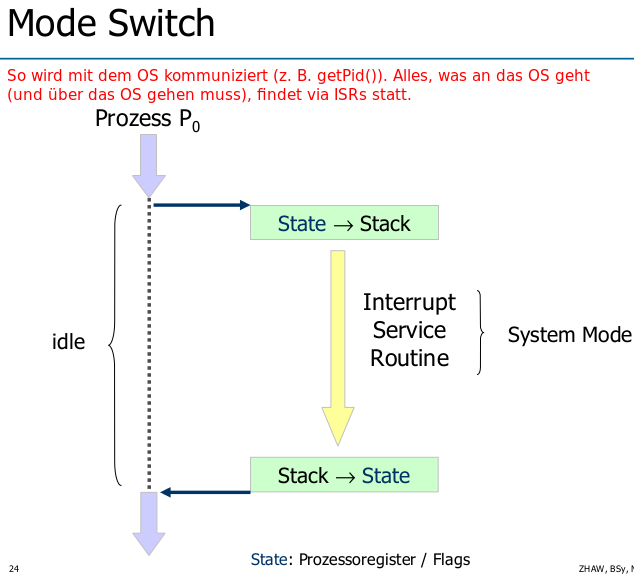 Mode Switch
So wird mit dem OS kommuniziert (z. B. getPid()). Alles, was an das OS geht
(und über das OS gehen muss), findet via ISRs statt.
Prozess P0
State → Stack
Interrupt
Service
Routine
System Mode
idle
Stack → State
State: Prozessoregister / Flags
24
ZHAW, BSy,